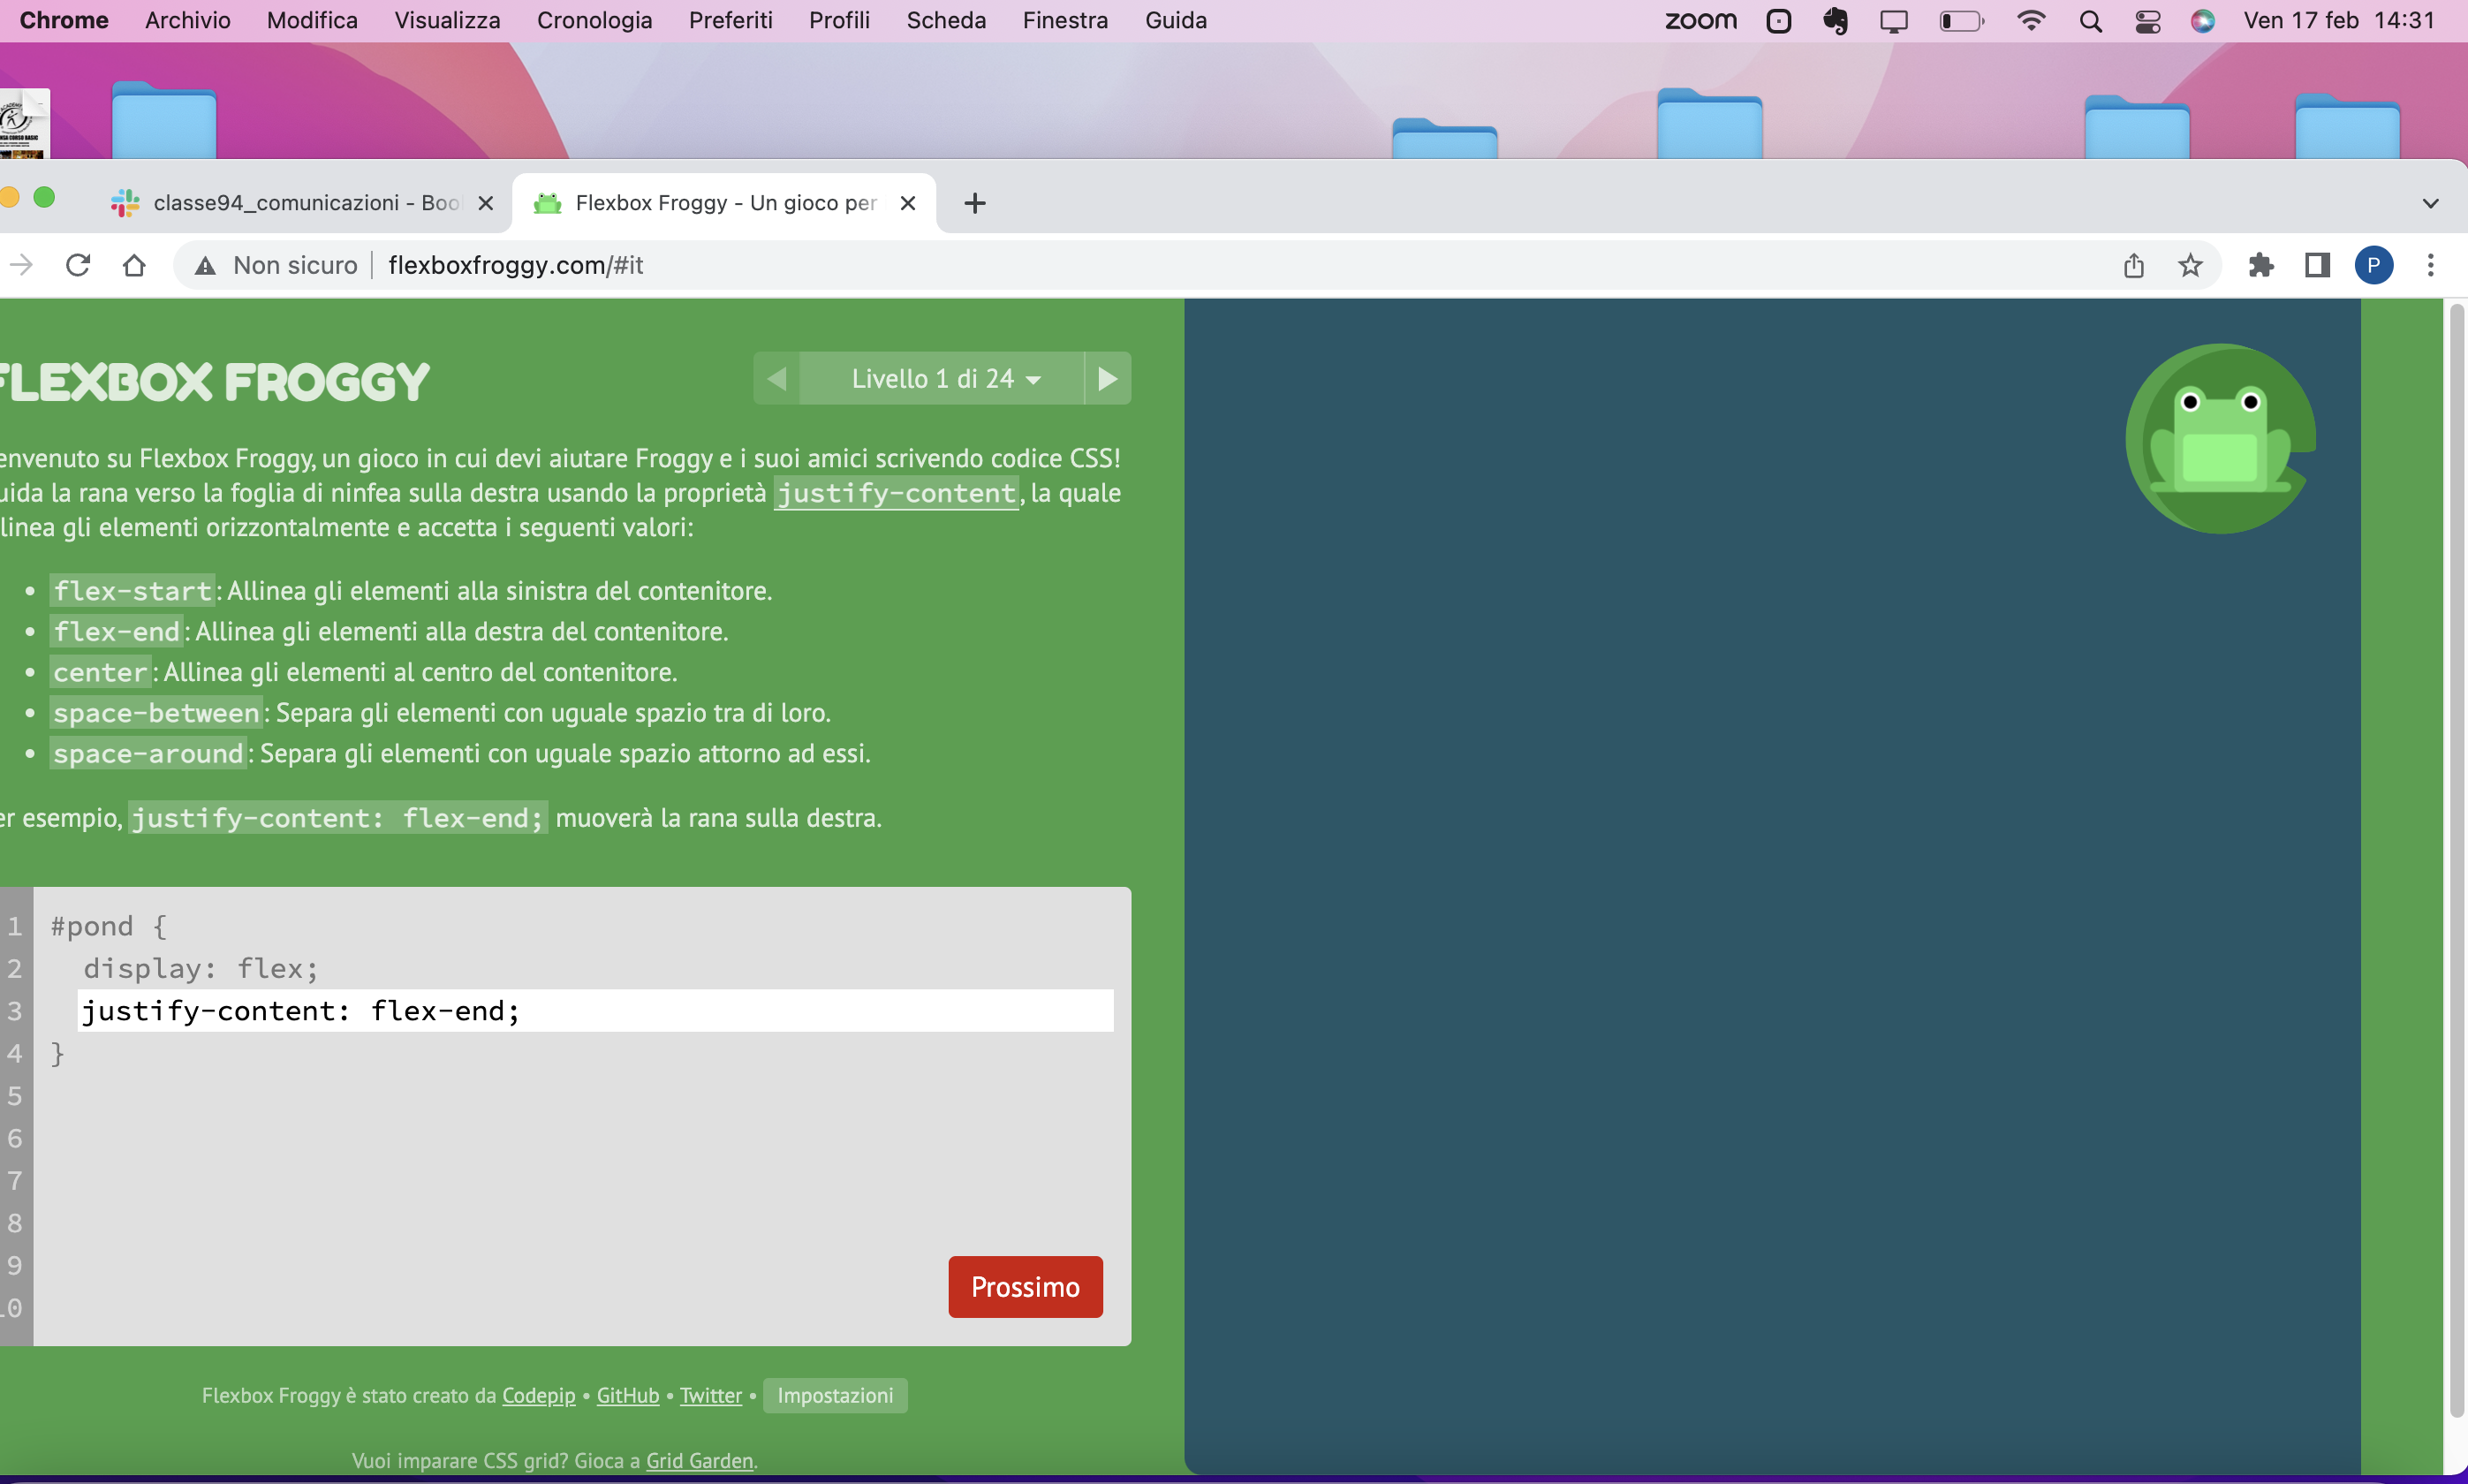 Chrome Archivio Modifica Visualizza Cronologia Preferiti Profili Scheda Finestra Guida zoom Ven 17 feb 14:31
classe94_comunicazioni - Boo
Flexbox Froggy - Un gioco per
Non sicuro flexboxfroggy.com/#it P
FLEXBOX FROGGY
Livello 1 di 24
envenuto su Flexbox Froggy, un gioco in cui devi aiutare Froggy e i suoi amici scrivendo codice CSS!
uida la rana verso la foglia di ninfea sulla destra usando la proprietà justify-content, la quale
linea gli elementi orizzontalmente e accetta i seguenti valori:
• flex-start: Allinea gli elementi alla sinistra del contenitore.
• flex-end: Allinea gli elementi alla destra del contenitore.
• center: Allinea gli elementi al centro del contenitore.
• space-between: Separa gli elementi con uguale spazio tra di loro.
• space-around: Separa gli elementi con uguale spazio attorno ad essi.
er esempio, justify-content: flex-end; muoverà la rana sulla destra.
1 #pond {
2 display: flex;
3 justify-content: flex-end;
4 }
5
6
7
8
9
10
Prossimo
Flexbox Froggy è stato creato da Codepip • GitHub • Twitter • Impostazioni
Vuoi imparare CSS grid? Gioca a Grid Garden.